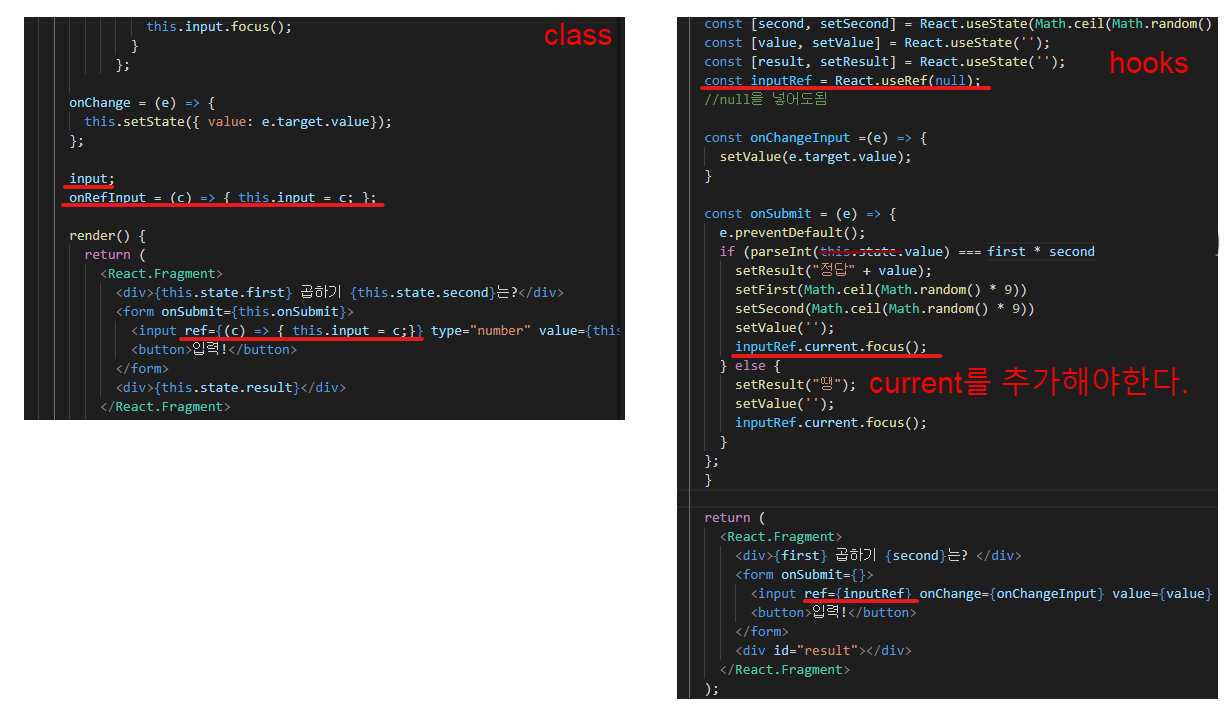 this.input.focus();
}
};
class
onChange = (e) => {
this.setState({ value: e.target.value});
};
input;
onRefInput = (c) => { this.input = c; };
render() {
return (
<React.Fragment>
<div>{this.state.first} 곱하기 {this.state.second}는?</div>
<form onSubmit={this.onSubmit}>
<input ref={(c) => { this.input = c;}} type="number" value={this
<button>입력!</button>
</form>
<div>{this.state.result}</div>
</React.Fragment>
const [second, setSecond] = React.useState(Math.ceil(Math.random()
const [value, setValue] = React.useState('');
const [result, setResult] = React.useState('');
hooks
const inputRef = React.useRef(null);
//null을 넣어도됨
const onChangeInput =(e) => {
setValue(e.target.value);
}
const onSubmit = (e) => {
e.preventDefault();
if (parseInt(this.state.value) === first * second
setResult("정답" + value);
setFirst(Math.ceil(Math.random() * 9))
setSecond(Math.ceil(Math.random() * 9))
setValue('');
inputRef.current.focus();
} else {
setResult("땡");
current를 추가해야한다.
setValue('');
inputRef.current.focus();
}
};
}
return (
<React.Fragment>
<div>{first} 곱하기 {second}는? </div>
<form onSubmit={}>
<input ref={inputRef} onChange={onChangeInput} value={value}
<button>입력!</button>
</form>
<div id="result"></div>
</React.Fragment>
);